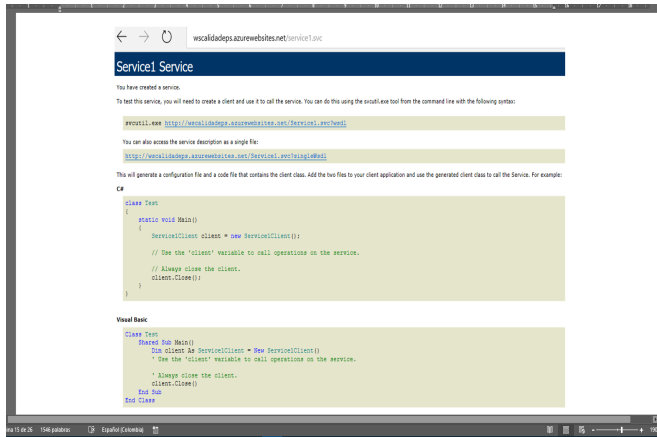 wscalidadeps.azurewebsites.net/service1.svc
Service1 Service
You have created a service.
To test this service, you will need to create a client and use it to call the service. You can do this using the svcutil.exe tool from the command line with the following syntax:
svcutil.exe http://wscalidadeps.azurewebsites.net/Service1.svc?wsdl
You can also access the service description as a single file:
http://wscalidadeps.azurewebsites.net/Service1.svc?singleWsdl
This will generate a configuration file and a code file that contains the client class. Add the two files to your client application and use the generated client class to call the Service. For example:
C#
class Test
{
static void Main()
{
Service1Client client = new Service1Client();
// Use the 'client' variable to call operations on the service.
// Always close the client.
client.Close();
}
}
Visual Basic
Class Test
Shared Sub Main()
Dim client As Service1Client = New Service1Client()
' Use the 'client' variable to call operations on the service.
' Always close the client.
client.Close()
End Sub
End Class
15 de 26 1546 palabras Español (Colombia)